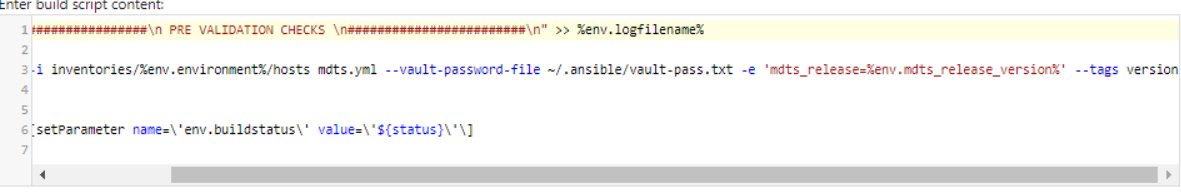 Enter build script content:
1 ################\n PRE VALIDATION CHECKS \n########################\n" >> %env.logfilename%
2
3 -i inventories/%env.environment%/hosts mdts.yml --vault-password-file ~/.ansible/vault-pass.txt -e 'mdts_release=%env.mdts_release_version%' --tags version
4
5
6 [setParameter name=\'env.buildstatus\' value=\'${status}\'\]
7